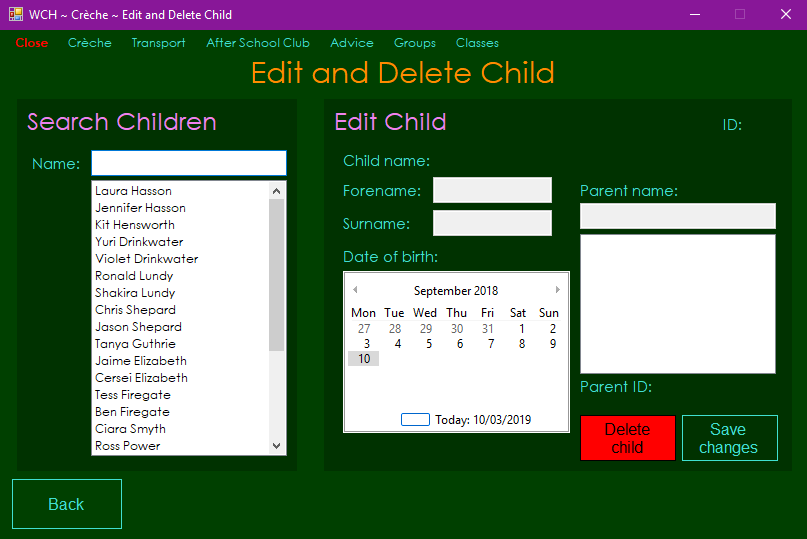 WCH ~ Crèche ~ Edit and Delete Child
Close Crèche Transport After School Club Advice Groups Classes
Edit and Delete Child
Search Children
Name:
Laura Hasson
Jennifer Hasson
Kit Hensworth
Yuri Drinkwater
Violet Drinkwater
Ronald Lundy
Shakira Lundy
Chris Shepard
Jason Shepard
Tanya Guthrie
Jaime Elizabeth
Cersei Elizabeth
Tess Firegate
Ben Firegate
Ciara Smyth
Ross Power
Edit Child
ID:
Child name:
Forename:
Surname:
Date of birth:
September 2018
Mon Tue Wed Thu Fri Sat Sun
27 28 29 30 31 1 2
3 4 5 6 7 8 9
10
Today: 10/03/2019
Parent name:
Parent ID:
Delete
child
Save
changes
Back